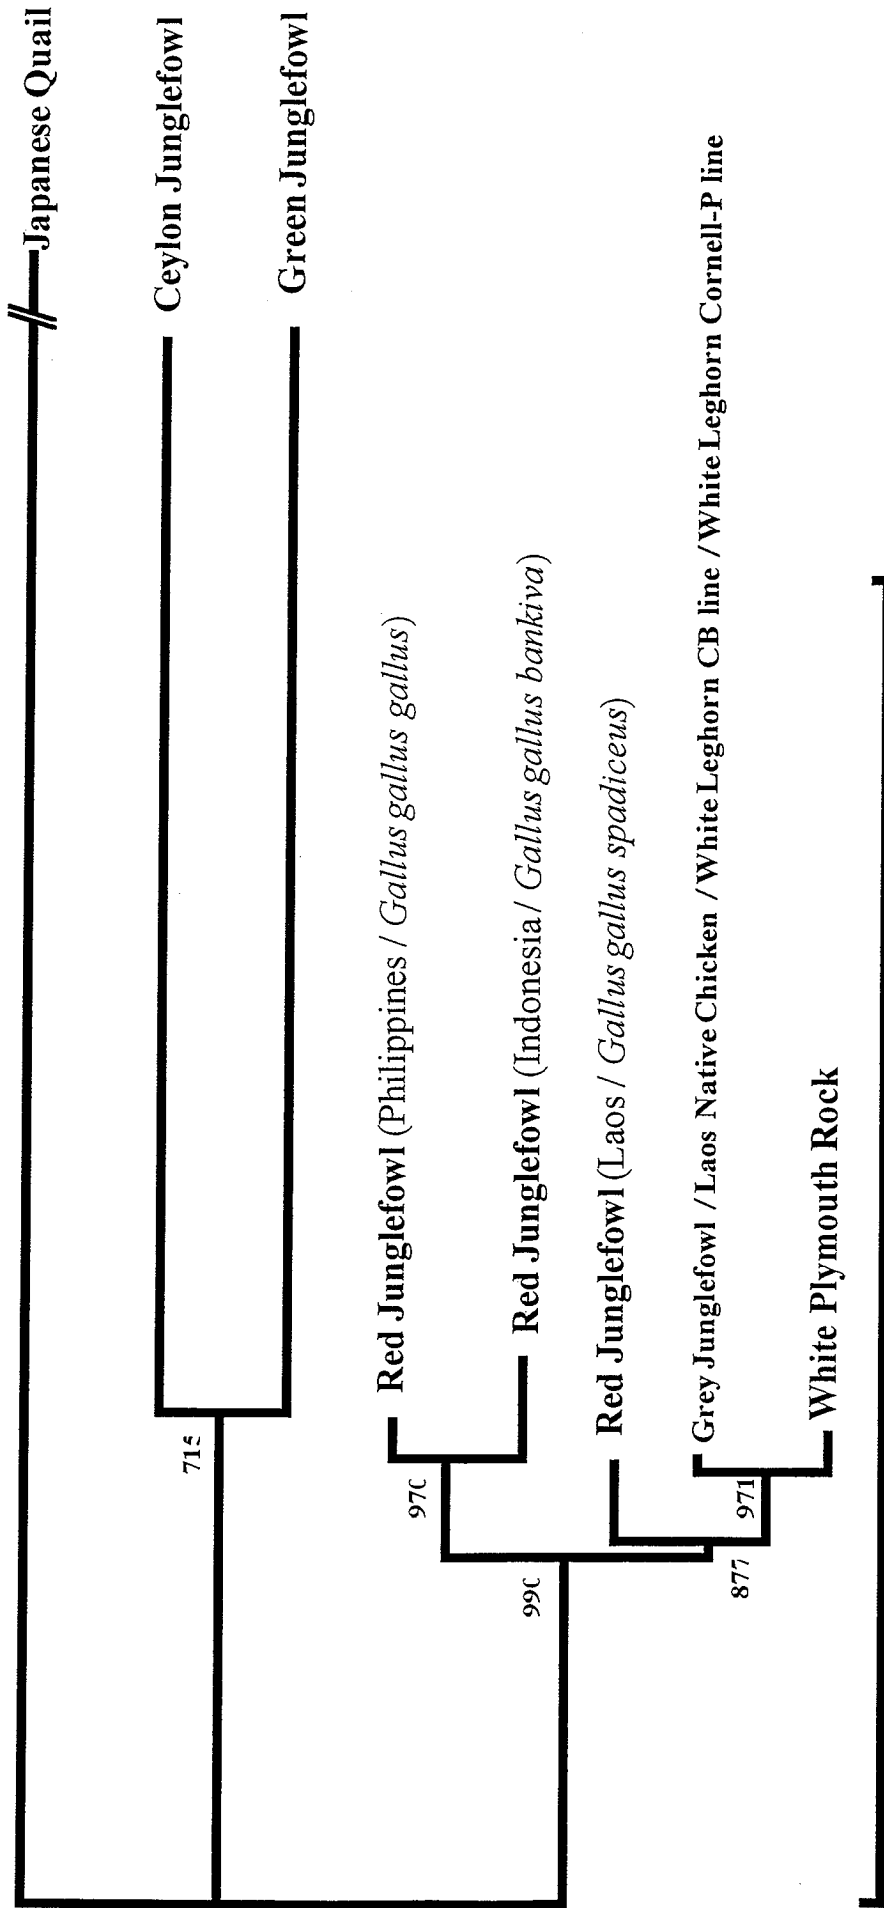 Japanese Quail
Ceylon Junglefowl
Green Junglefowl
715
Red Junglefowl (Philippines / Gallus gallus gallus)
970
Red Junglefowl (Indonesia / Gallus gallus bankiva)
990
Red Junglefowl (Laos / Gallus gallus spadiceus)
Grey Junglefowl / Laos Native Chicken / White Leghorn CB line / White Leghorn Cornell-P line
971
877
White Plymouth Rock